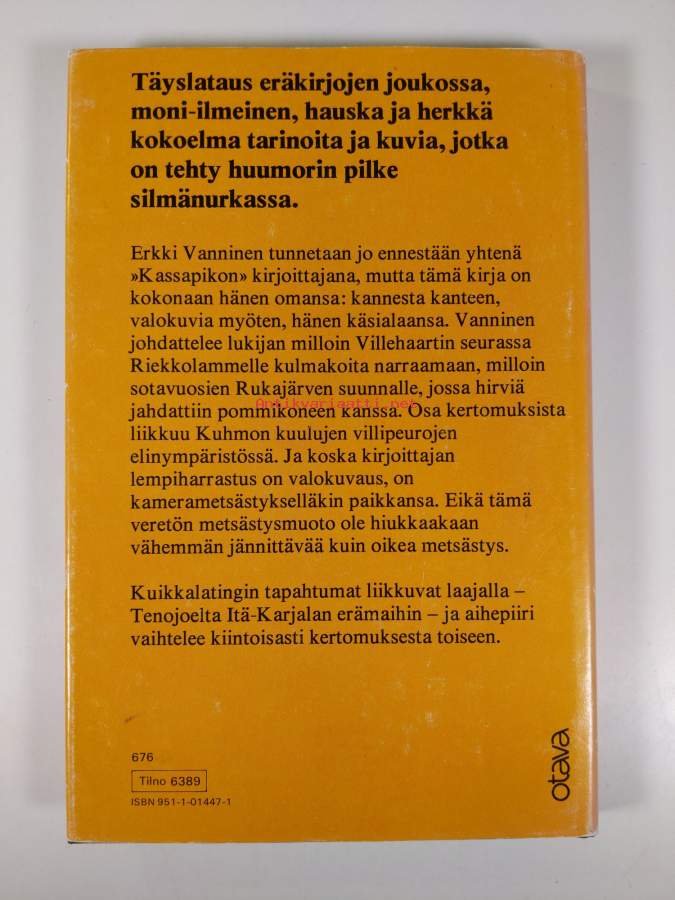 Täyslataus eräkirjojen joukossa,
moni-ilmeinen, hauska ja herkkä
kokoelma tarinoita ja kuvia, jotka
on tehty huumorin pilke
silmänurkassa.
Erkki Vanninen tunnetaan jo ennestään yhtenä
»Kassapikon» kirjoittajana, mutta tämä kirja on
kokonaan hänen omansa: kannesta kanteen,
valokuvia myöten, hänen käsialaansa. Vanninen
johdattelee lukijan milloin Villehaartin seurassa
Riekkolammelle kulmakoita narraamaan, milloin
sotavuosien Rukajärven suunnalle, jossa hirviä
Antikvariaatti.net
jahdattiin pommikoneen kanssa. Osa kertomuksista
liikkuu Kuhmon kuulujen villipeurojen
elinympäristössä. Ja koska kirjoittajan
lempiharrastus on valokuvaus, on
kamerametsästykselläkin paikkansa. Eikä tämä
veretön metsästysmuoto ole hiukkaakaan
vähemmän jännittävää kuin oikea metsästys.
Kuikkalatingin tapahtumat liikkuvat laajalla –
Tenojoelta Itä-Karjalan erämaihin – ja aihepiiri
vaihtelee kiintoisasti kertomuksesta toiseen.
676
Tilno 6389
ISBN 951-1-01447-1
otava